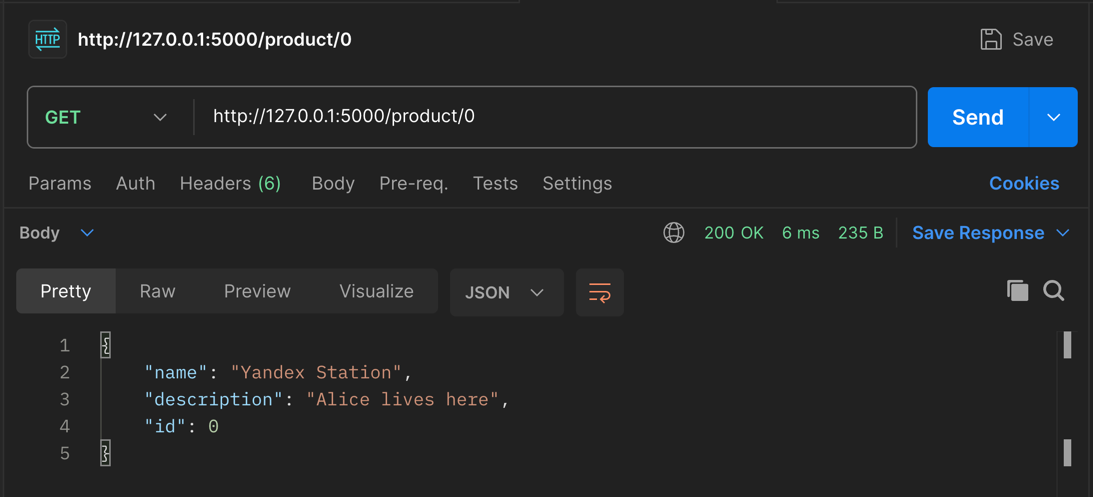 HTTP http://127.0.0.1:5000/product/0 Save
GET http://127.0.0.1:5000/product/0 Send
Params Auth Headers (6) Body Pre-req. Tests Settings Cookies
Body 200 OK 6 ms 235 B Save Response
Pretty Raw Preview Visualize JSON
1 {
2 "name": "Yandex Station",
3 "description": "Alice lives here",
4 "id": 0
5 }